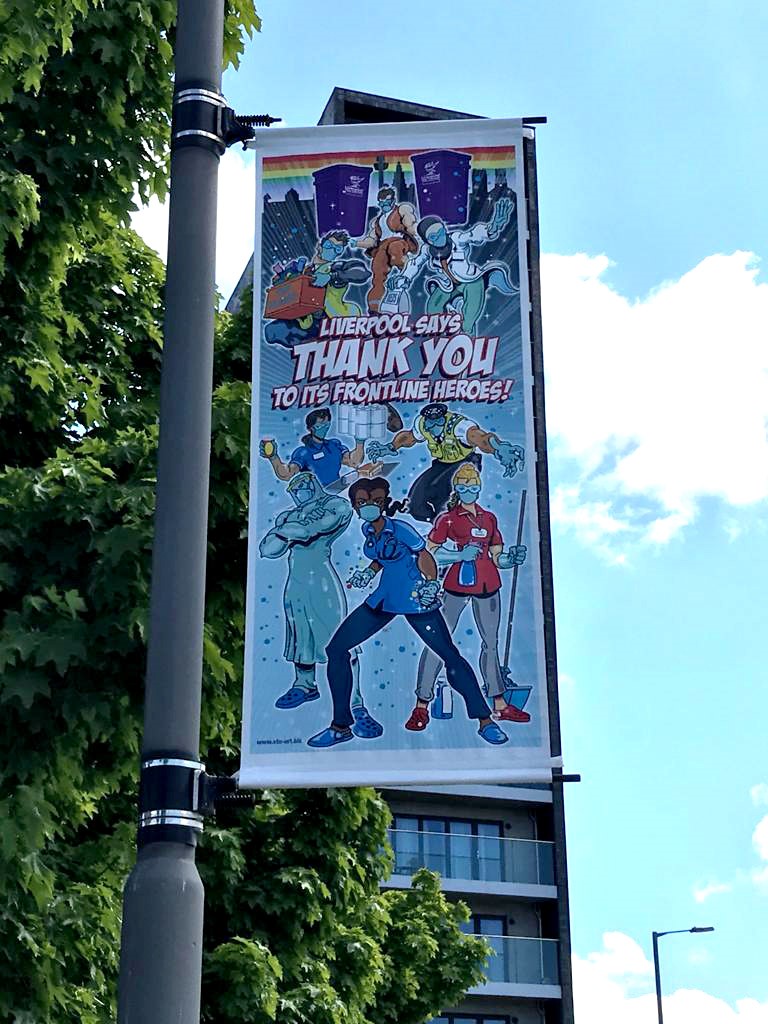 LIVERPOOL SAYS
THANK YOU
TO ITS FRONTLINE HEROES!